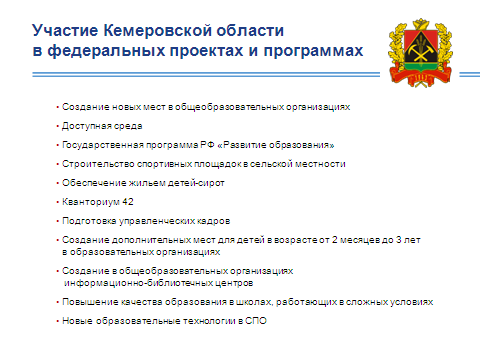 Участие Кемеровской области
в федеральных проектах и программах
• Создание новых мест в общеобразовательных организациях
• Доступная среда
• Государственная программа РФ «Развитие образования»
• Строительство спортивных площадок в сельской местности
• Обеспечение жильем детей-сирот
• Кванториум 42
• Подготовка управленческих кадров
• Создание дополнительных мест для детей в возрасте от 2 месяцев до 3 лет
в образовательных организациях
• Создание в общеобразовательных организациях
информационно-библиотечных центров
• Повышение качества образования в школах, работающих в сложных условиях
• Новые образовательные технологии в СПО